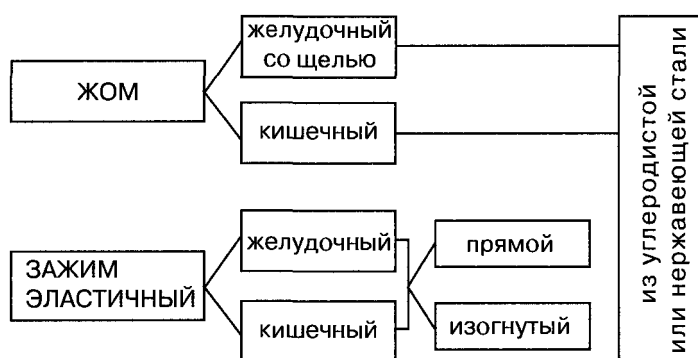 ЖОМ
желудочный
со щелью
кишечный
ЗАЖИМ
ЭЛАСТИЧНЫЙ
желудочный
кишечный
прямой
изогнутый
из углеродистой
или нержавеющей стали